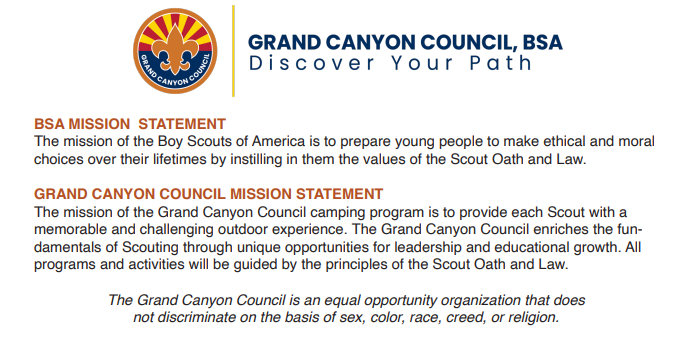 GRAND CANYON COUNCIL
GRAND CANYON COUNCIL, BSA
Discover Your Path
BSA MISSION  STATEMENT
The mission of the Boy Scouts of America is to prepare young people to make ethical and moral
choices over their lifetimes by instilling in them the values of the Scout Oath and Law.
GRAND CANYON COUNCIL MISSION STATEMENT
The mission of the Grand Canyon Council camping program is to provide each Scout with a
memorable and challenging outdoor experience. The Grand Canyon Council enriches the fun-
damentals of Scouting through unique opportunities for leadership and educational growth. All
programs and activities will be guided by the principles of the Scout Oath and Law.
The Grand Canyon Council is an equal opportunity organization that does
not discriminate on the basis of sex, color, race, creed, or religion.